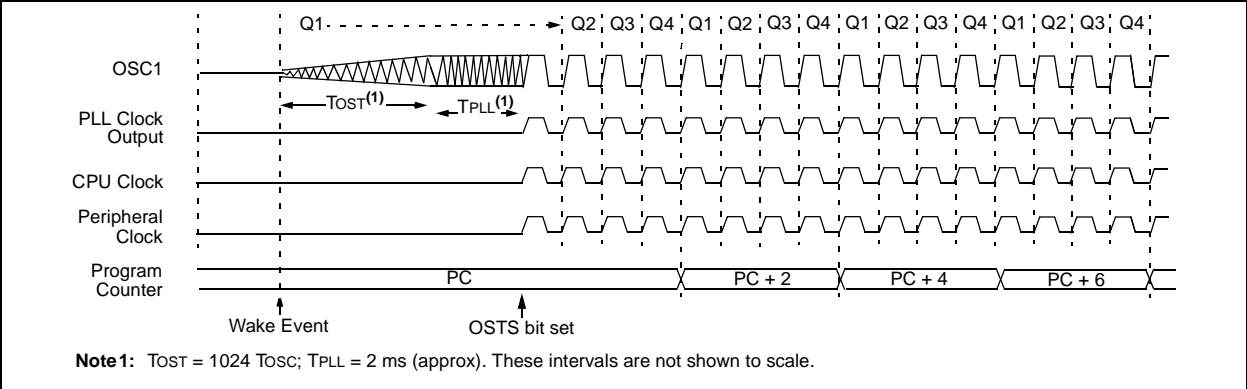 Q1 Q2 Q3 Q4 Q1 Q2 Q3 Q4 Q1 Q2 Q3 Q4 Q1 Q2 Q3 Q4
OSC1
TOST(1) TPLL(1)
PLL Clock
Output
CPU Clock
Peripheral
Clock
Program
Counter
PC PC + 2 PC + 4 PC + 6
Wake Event OSTS bit set
Note1: TOST = 1024 TOSC; TPLL = 2 ms (approx). These intervals are not shown to scale.